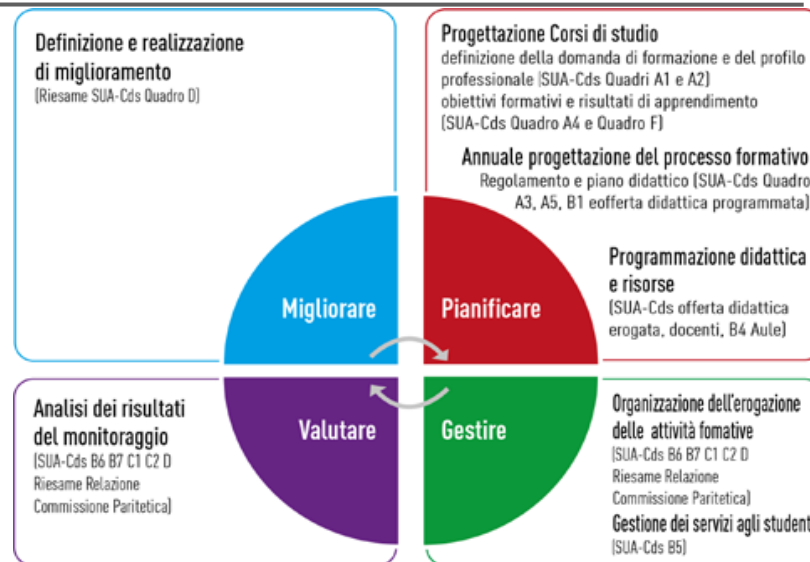 Definizione e realizzazione
di miglioramento
(Riesame SUA-Cds Quadro D)
Progettazione Corsi di studio
definizione della domanda di formazione e del profilo
professionale |SUA-Cds Quadri A1 e A2)
obiettivi formativi e risultati di apprendimento
(SUA-Cds Quadro A4 e Quadro F)
Annuale progettazione del processo formativo
Regolamento e piano didattico (SUA-Cds Quadro
A3, A5, B1 eofferta didattica programmata)
Programmazione didattica
e risorse
(SUA-Cds offerta didattica
erogata, docenti, B4 Aule)
Migliorare
Pianificare
Valutare
Gestire
Analisi dei risultati
del monitoraggio
(SUA-Cds B6 B7 C1 C2 D
Riesame Relazione
Commissione Paritetica)
Organizzazione dell'erogazione
delle attività fomative
(SUA-Cds B6 B7 C1 C2 D
Riesame Relazione
Commissione Paritetica)
Gestione dei servizi agli student
(SUA-Cds B5)